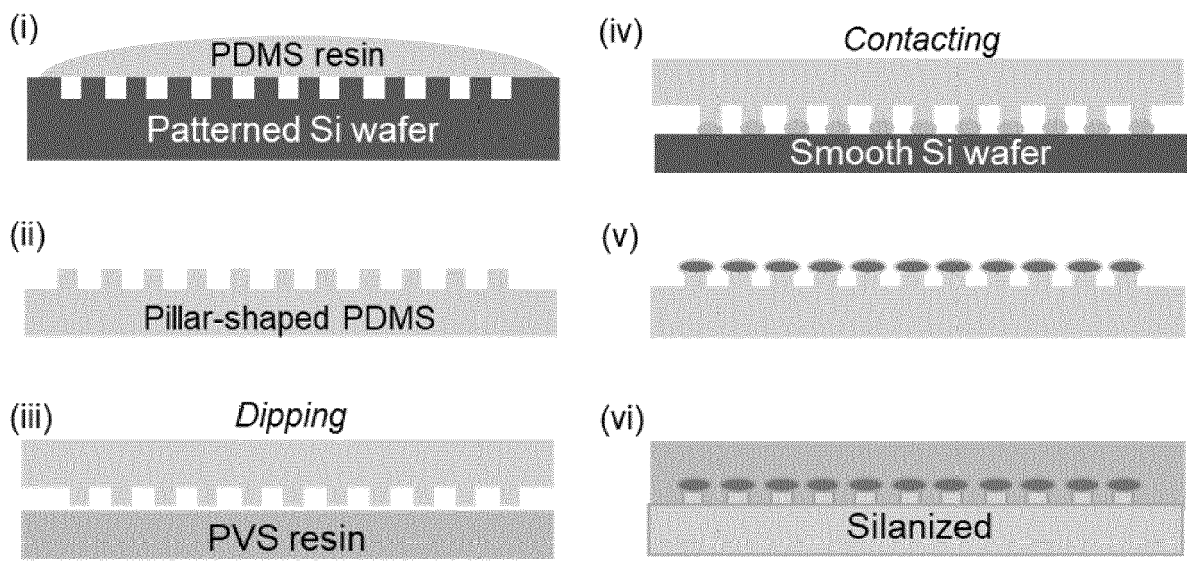 (i)
PDMS resin
Patterned Si wafer
(ii)
Pillar-shaped PDMS
(iii)
Dipping
PVS resin
(iv)
Contacting
Smooth Si wafer
(v)
(vi)
Silanized